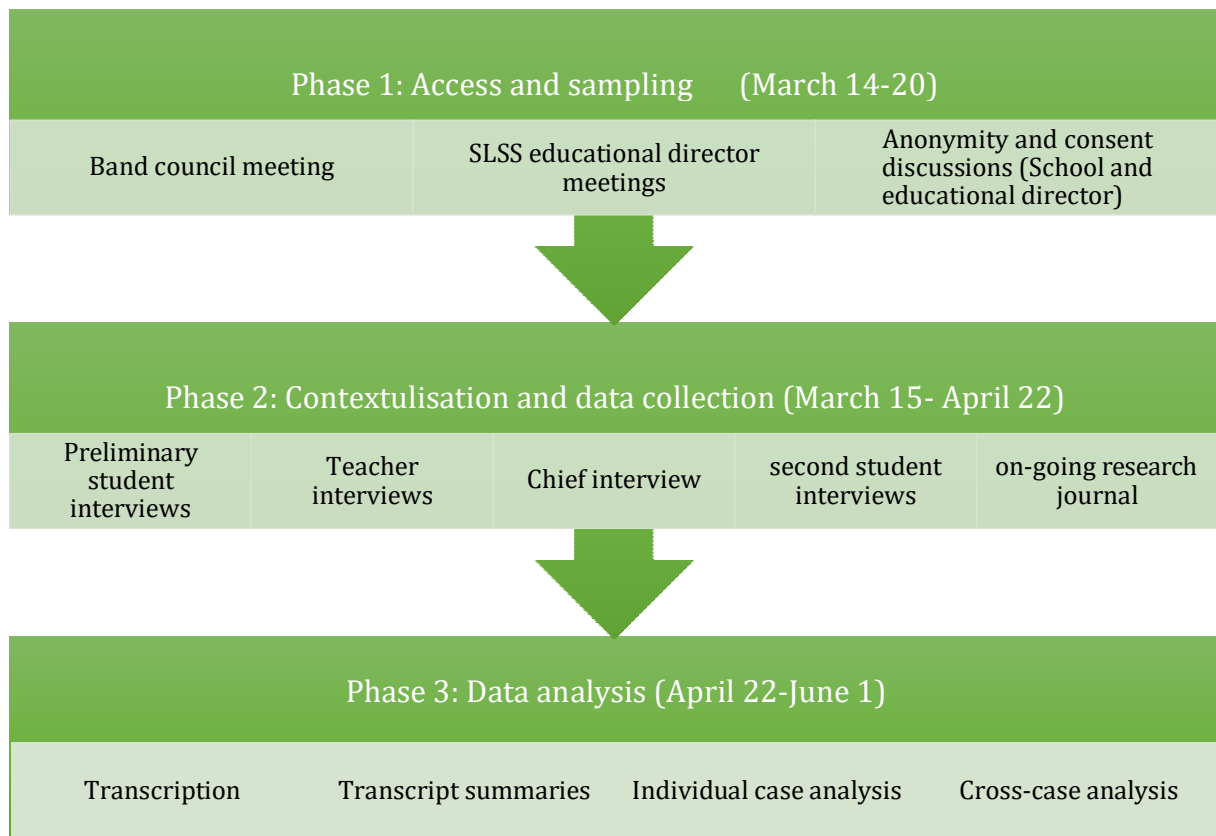 Phase 1: Access and sampling (March 14-20)
Band council meeting
SLSS educational director
meetings
Anonymity and consent
discussions (School and
educational director)
Phase 2: Contextulisation and data collection (March 15- April 22)
Preliminary
student
interviews
Teacher
interviews
Chief interview
second student
interviews
on-going research
journal
Phase 3: Data analysis (April 22-June 1)
Transcription
Transcript summaries
Individual case analysis
Cross-case analysis